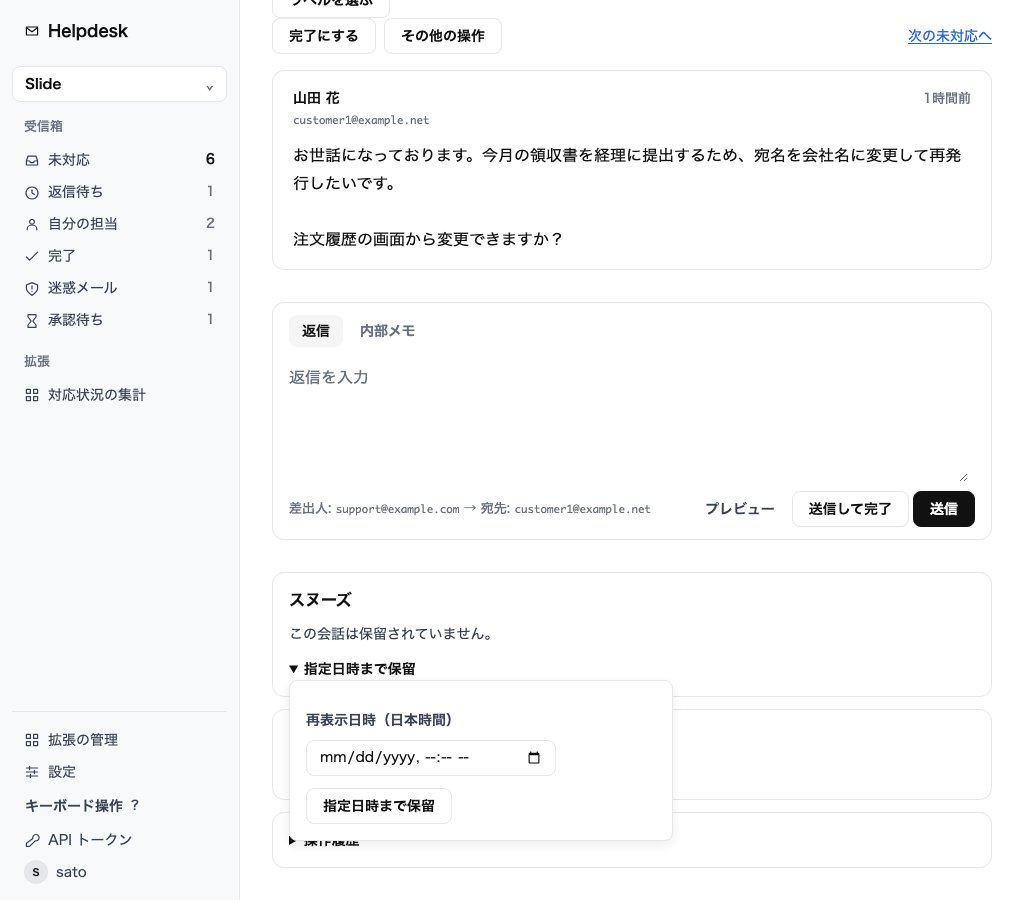 Helpdesk
Slide
受信箱
未対応 6
返信待ち 1
自分の担当 2
完了 1
迷惑メール 1
承認待ち 1
拡張
対応状況の集計
拡張の管理
設定
キーボード操作 ?
API トークン
S sato
ラベルを選ぶ
完了にする その他の操作 次の未対応へ
山田 花 1時間前
customer1@example.net
お世話になっております。今月の領収書を経理に提出するため、宛名を会社名に変更して再発
行したいです。
注文履歴の画面から変更できますか？
返信 内部メモ
返信を入力
差出人: support@example.com → 宛先: customer1@example.net プレビュー 送信して完了 送信
スヌーズ
この会話は保留されていません。
▼ 指定日時まで保留
再表示日時（日本時間）
mm/dd/yyyy, --:-- --
指定日時まで保留
▶ 操作履歴